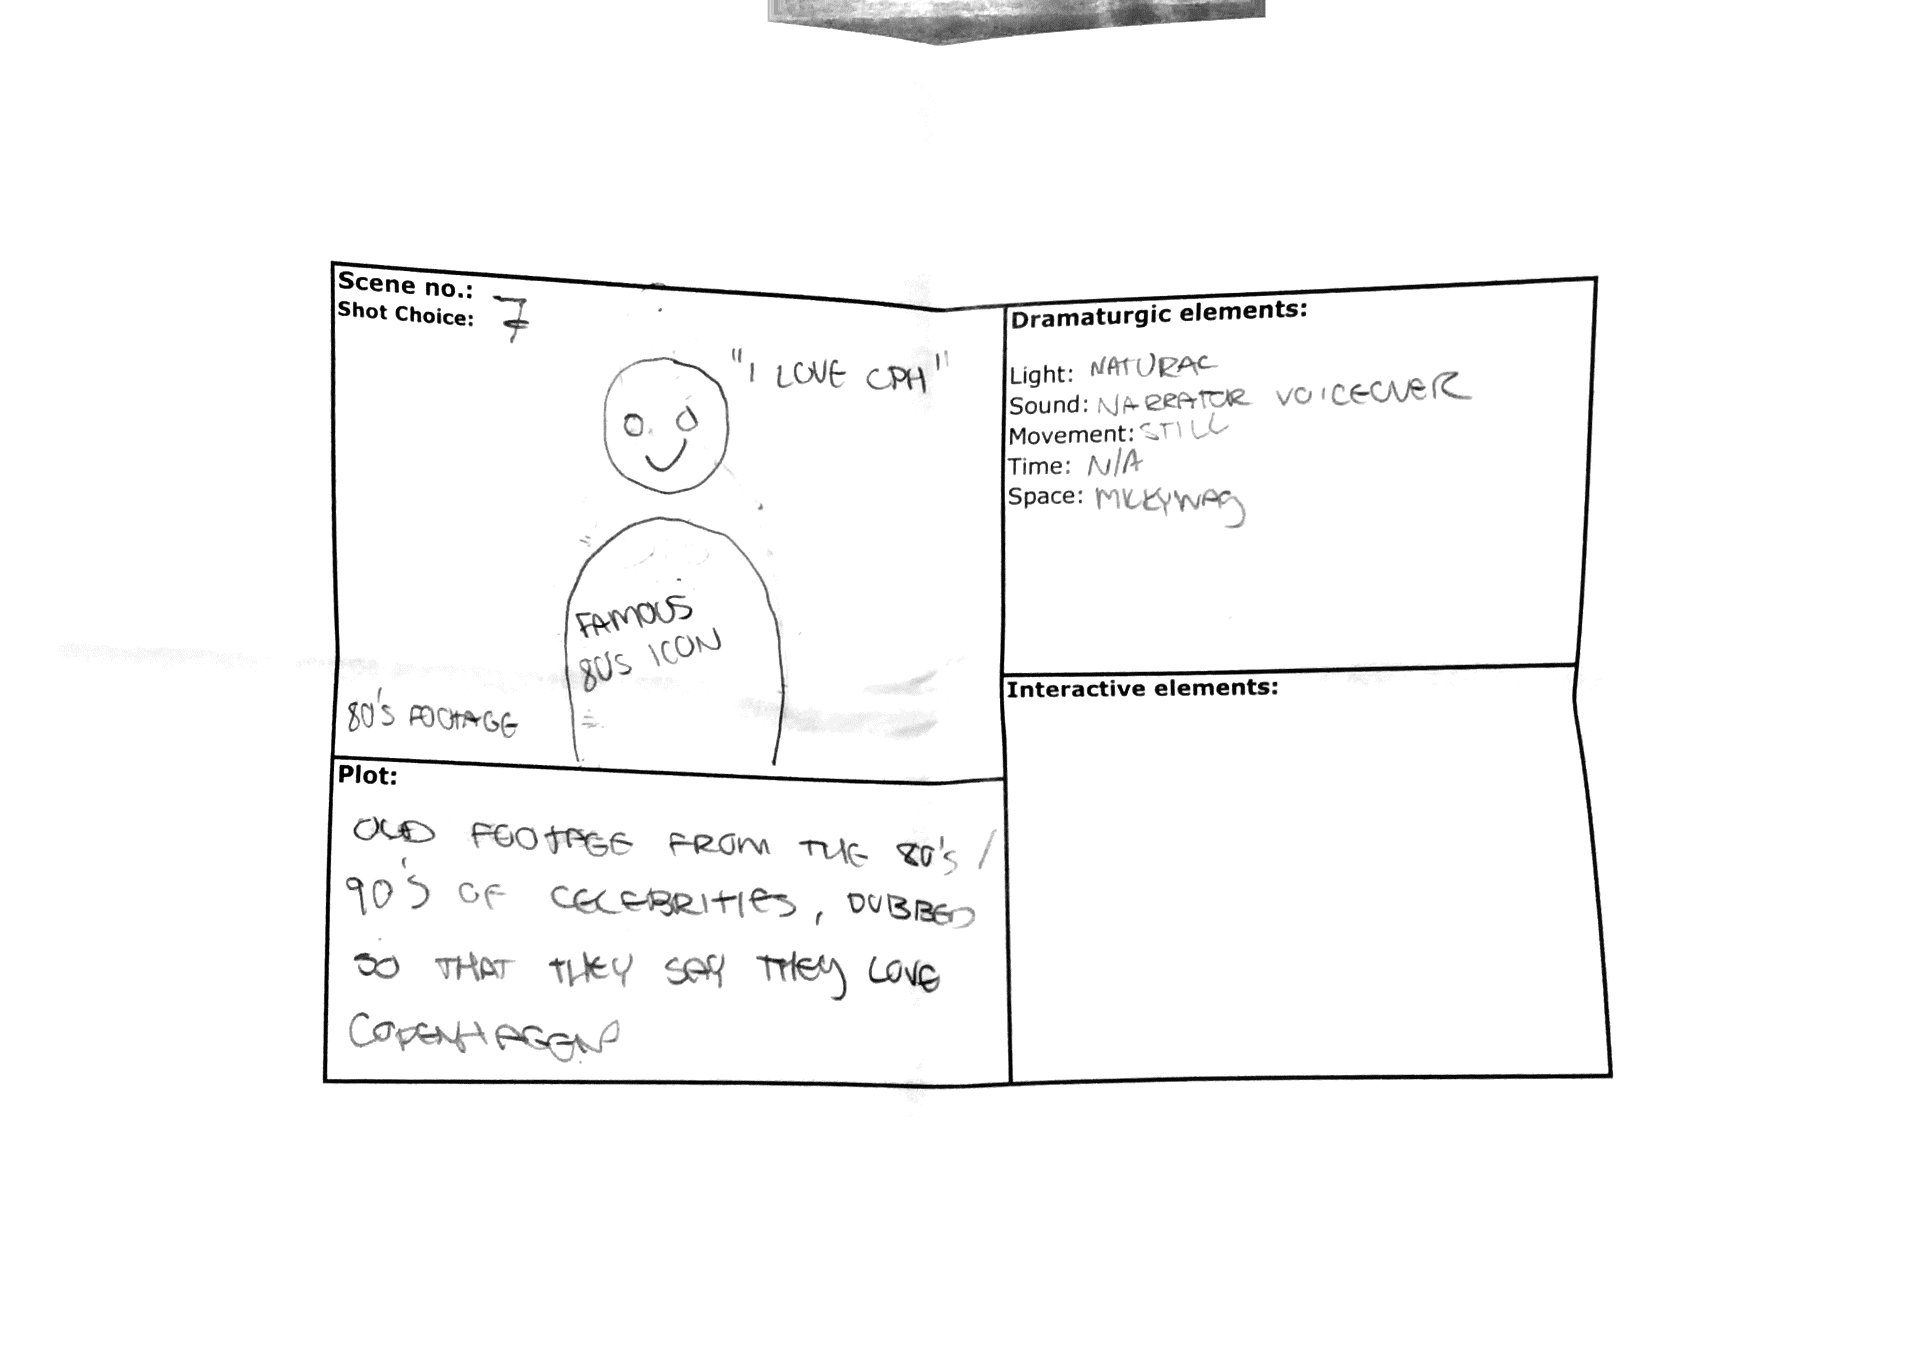 Scene no.:
Shot Choice: 7
"I LOVE CPH"
FAMOUS
80'S ICON
80'S FOOTAGE
Plot:
OLD FOOTAGE FROM THE 80's /
90'S OF CELEBRITIES, DUBBED
SO THAT THEY SAY THEY LOVE
COPENHAGEN
Dramaturgic elements:
Light: NATURAL
Sound: NARRATOR VOICEOVER
Movement: STILL
Time: N/A
Space: MILKYWAY
Interactive elements: